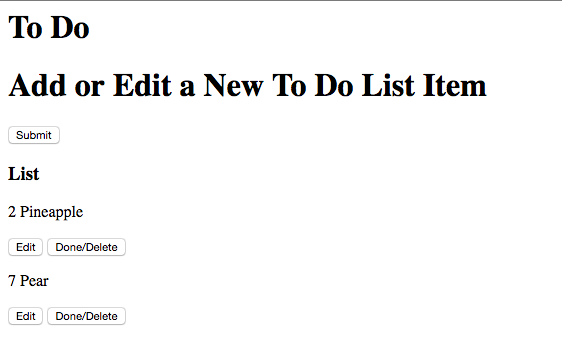 To Do
Add or Edit a New To Do List Item
Submit
List
2 Pineapple
Edit Done/Delete
7 Pear
Edit Done/Delete